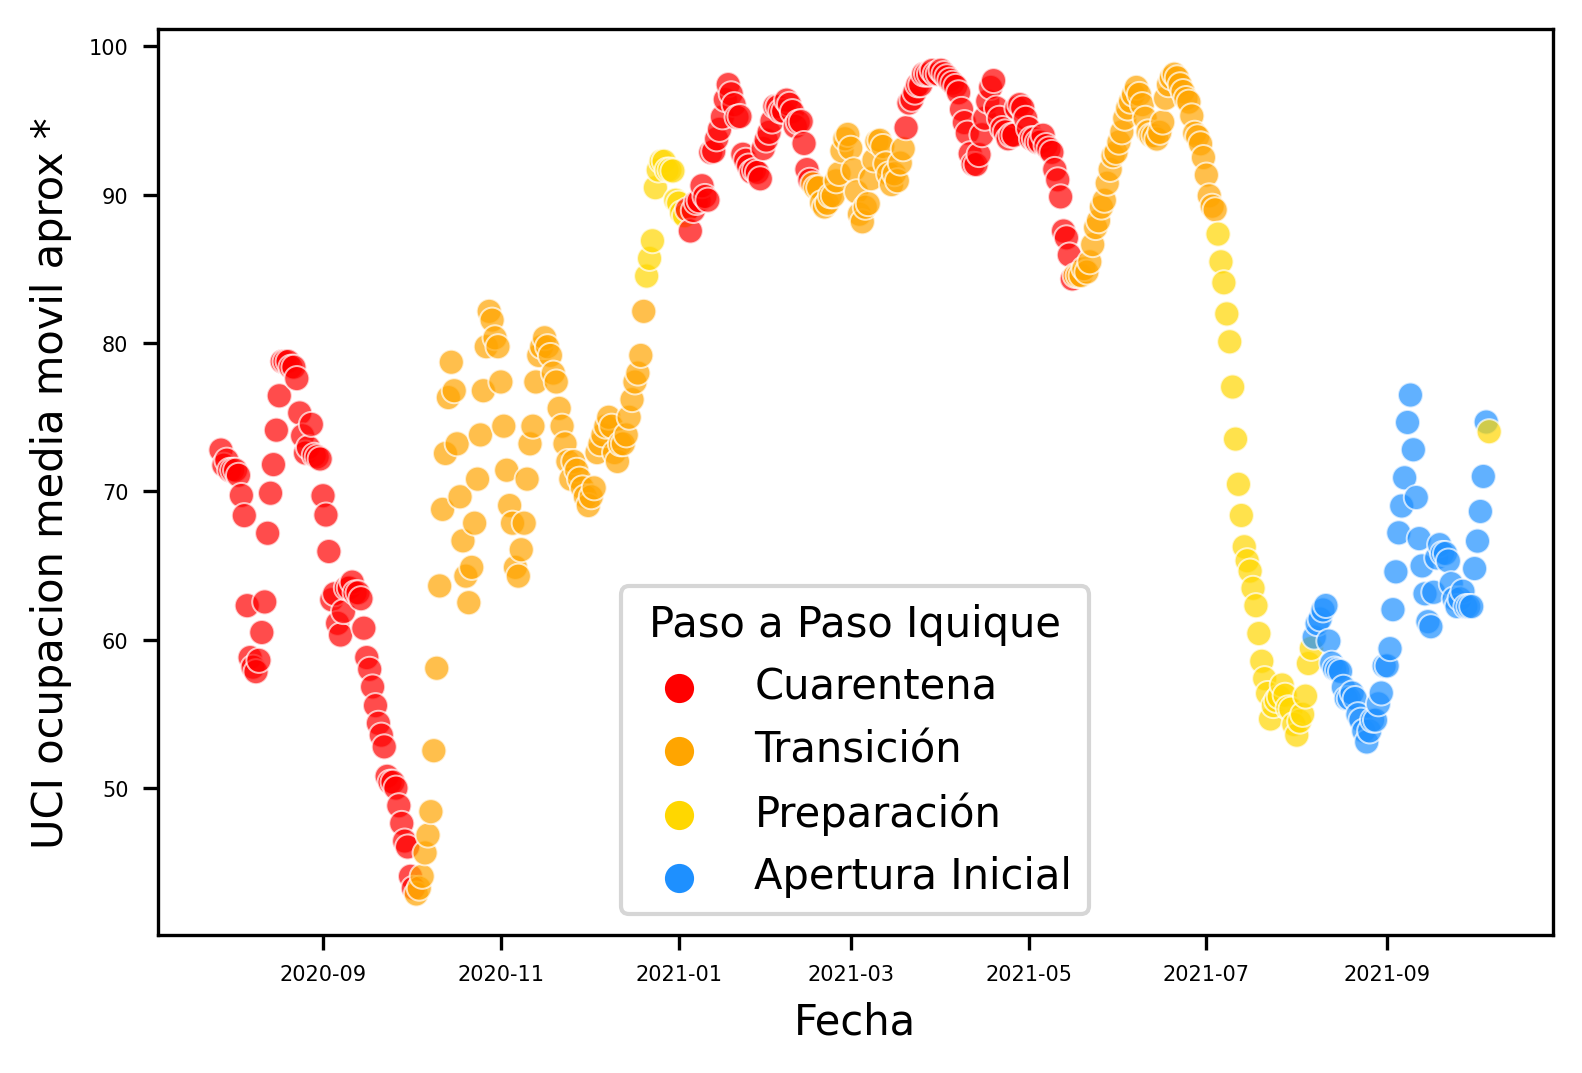 100
90
80
70
60
50
UCI ocupacion media movil aprox *
Paso a Paso Iquique
Cuarentena
Transición
Preparación
Apertura Inicial
2020-09
2020-11
2021-01
2021-03
2021-05
2021-07
2021-09
Fecha